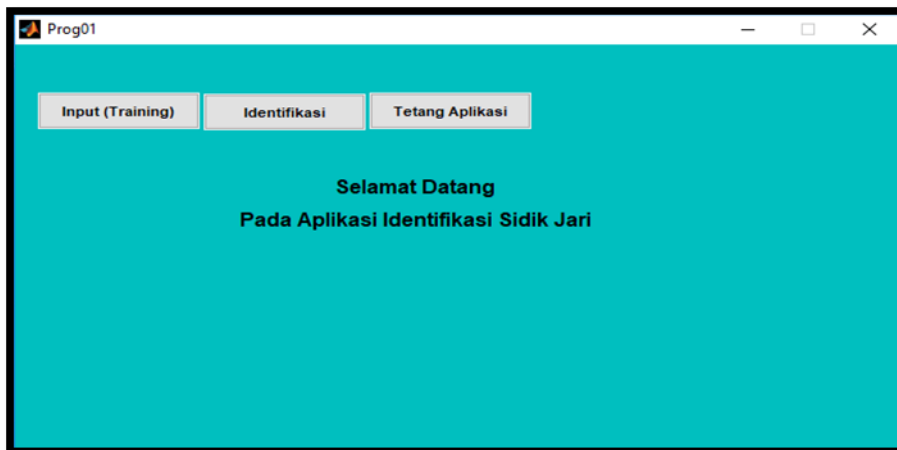 Prog01
Input (Training) Identifikasi Tetang Aplikasi
Selamat Datang
Pada Aplikasi Identifikasi Sidik Jari